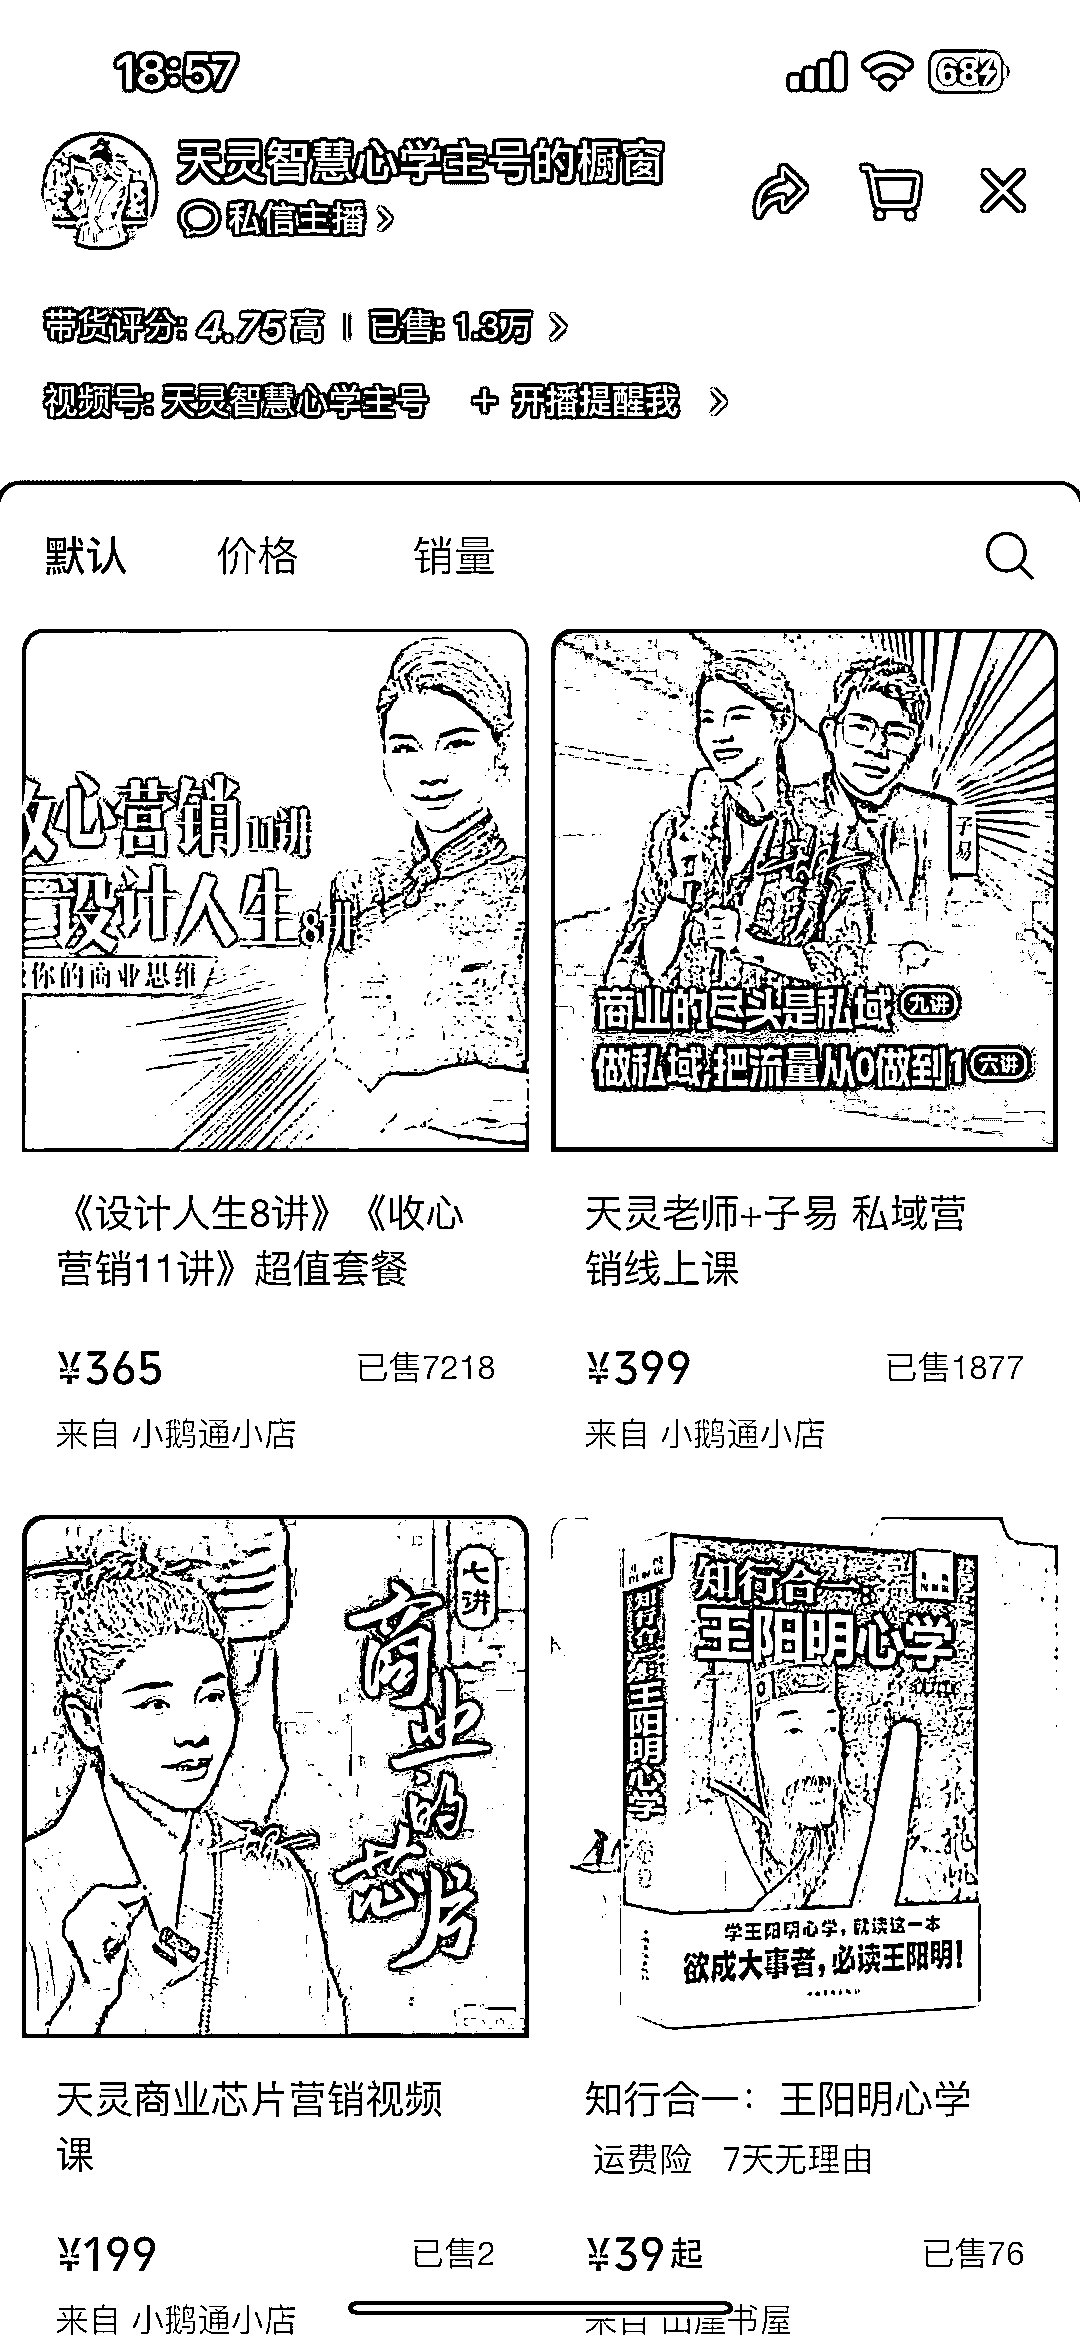 18:57
68
天灵智慧心学主号的橱窗
私信主播
带货评分: 4.75 高 | 已售: 1.3万
视频号: 天灵智慧心学主号 + 开播提醒我
默认 价格 销量
收心营销11讲
设计人生8讲
你的商业思维
子易
商业的尽头是私域 九讲
做私域,把流量从0做到1 六讲
《设计人生8讲》《收心
营销11讲》超值套餐
¥365 已售7218
来自 小鹅通小店
天灵老师+子易 私域营
销线上课
¥399 已售1877
来自 小鹅通小店
七讲
商业的芯片
知行合一:
王阳明心学
知行合一 王阳明心学
学王阳明心学，就读这一本
欲成大事者，必读王阳明！
天灵商业芯片营销视频
课
¥199 已售2
来自 小鹅通小店
知行合一：王阳明心学
运费险 7天无理由
¥39起 已售76
来自 山崖书屋